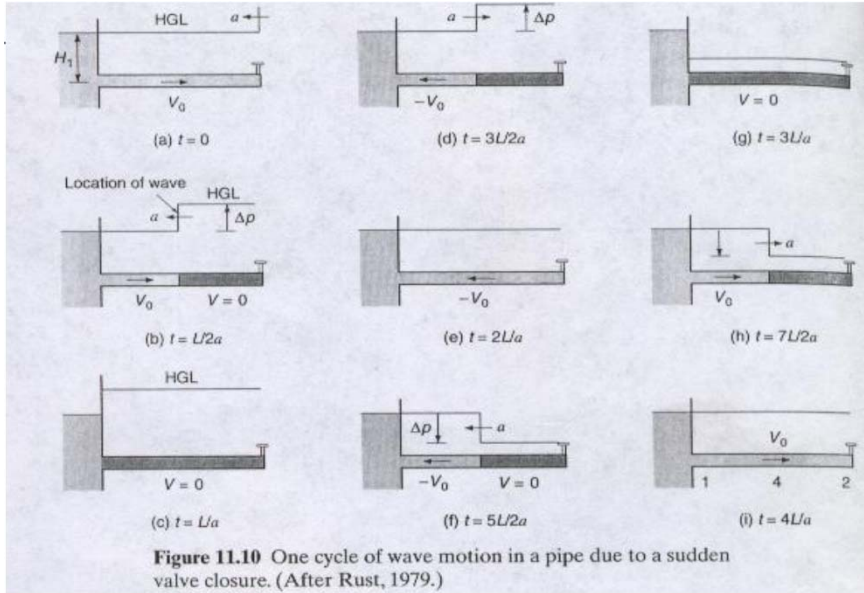 HGL
a
H₁
V₀
(a) t = 0
Location of wave
HGL
a
Δp
V₀ V = 0
(b) t = L/2a
HGL
V = 0
(c) t = L/a
a
Δp
−V₀
(d) t = 3L/2a
−V₀
(e) t = 2L/a
Δp
a
−V₀ V = 0
(f) t = 5L/2a
V = 0
(g) t = 3L/a
a
V₀
(h) t = 7L/2a
V₀
1 4 2
(i) t = 4L/a
Figure 11.10 One cycle of wave motion in a pipe due to a sudden
valve closure. (After Rust, 1979.)